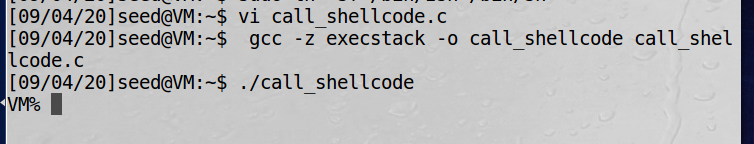 [09/04/20]seed@VM:~$ vi call_shellcode.c
[09/04/20]seed@VM:~$  gcc -z execstack -o call_shellcode call_shel
lcode.c
[09/04/20]seed@VM:~$ ./call_shellcode
VM%